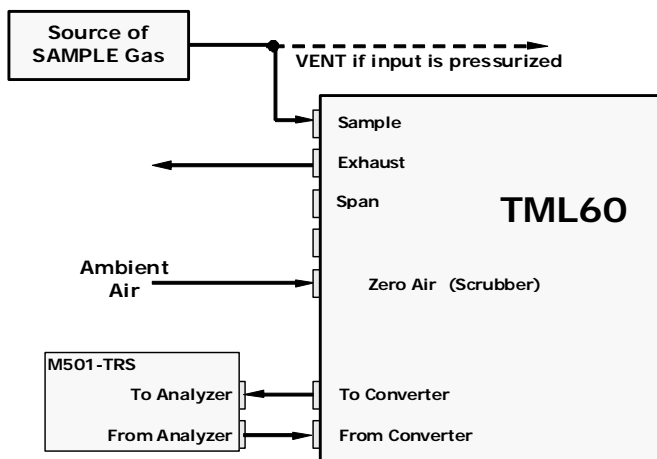 Source of
SAMPLE Gas
VENT if input is pressurized
Sample
Exhaust
Span
TML60
Ambient
Air
Zero Air (Scrubber)
M501-TRS
To Analyzer
To Converter
From Analyzer
From Converter